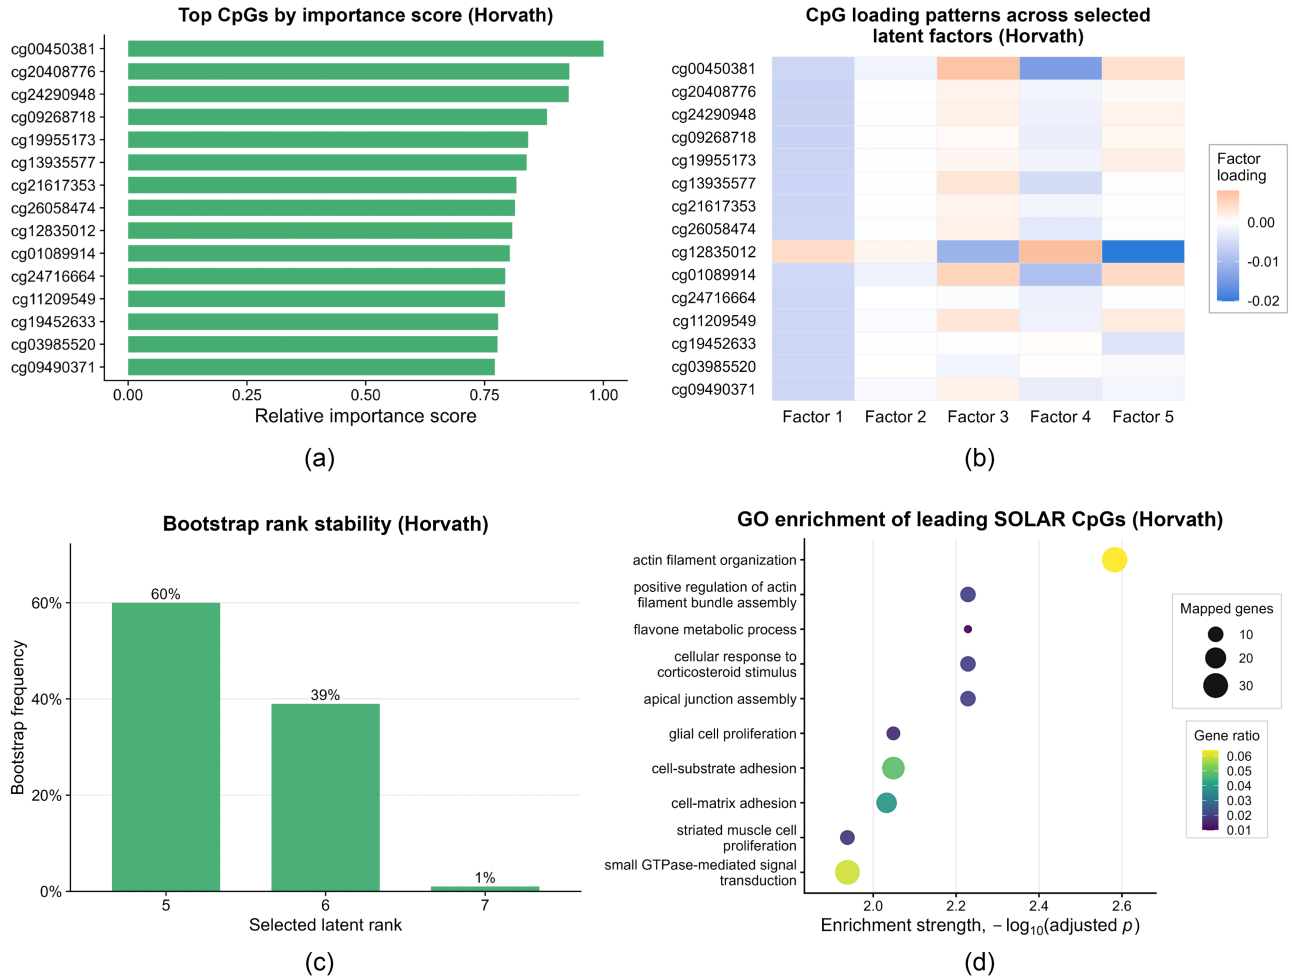 Top CpGs by importance score (Horvath)
cg00450381
cg20408776
cg24290948
cg09268718
cg19955173
cg13935577
cg21617353
cg26058474
cg12835012
cg01089914
cg24716664
cg11209549
cg19452633
cg03985520
cg09490371
0.00 0.25 0.50 0.75 1.00
Relative importance score
(a)
CpG loading patterns across selected
latent factors (Horvath)
cg00450381
cg20408776
cg24290948
cg09268718
cg19955173
cg13935577
cg21617353
cg26058474
cg12835012
cg01089914
cg24716664
cg11209549
cg19452633
cg03985520
cg09490371
Factor 1 Factor 2 Factor 3 Factor 4 Factor 5
Factor
loading
0.00
-0.01
-0.02
(b)
Bootstrap rank stability (Horvath)
Bootstrap frequency
60%
40%
20%
0%
60%
39%
1%
5 6 7
Selected latent rank
(c)
GO enrichment of leading SOLAR CpGs (Horvath)
actin filament organization
positive regulation of actin
filament bundle assembly
flavone metabolic process
cellular response to
corticosteroid stimulus
apical junction assembly
glial cell proliferation
cell-substrate adhesion
cell-matrix adhesion
striated muscle cell
proliferation
small GTPase-mediated signal
transduction
2.0 2.2 2.4 2.6
Enrichment strength, −log10(adjusted p)
Mapped genes
10
20
30
Gene ratio
0.06
0.05
0.04
0.03
0.02
0.01
(d)